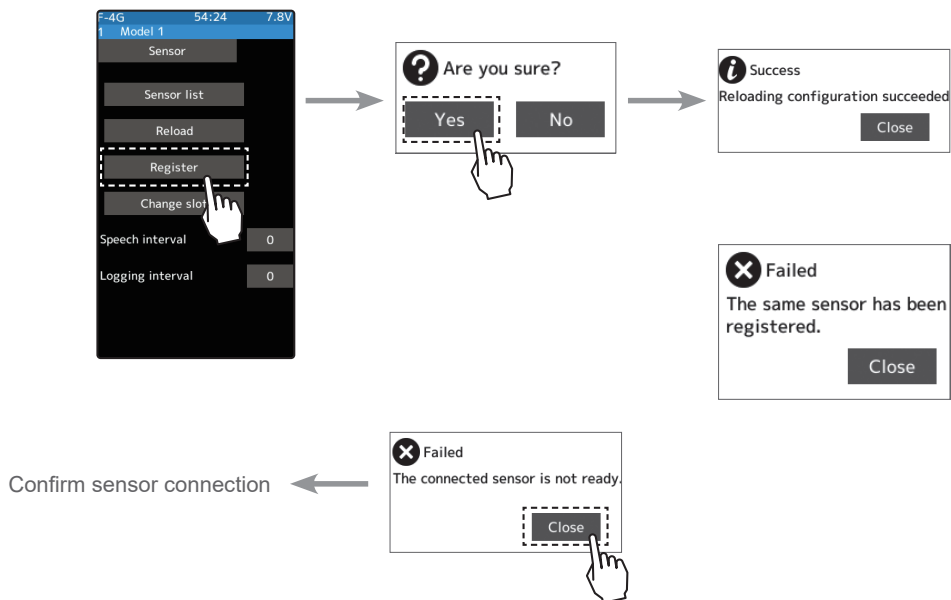 F-4G 54:24 7.8V
1 Model 1
Sensor
Sensor list
Reload
Register
Change slot
Speech interval 0
Logging interval 0
Are you sure?
Yes No
Success
Reloading configuration succeeded
Close
Failed
The same sensor has been
registered.
Close
Failed
The connected sensor is not ready.
Close
Confirm sensor connection